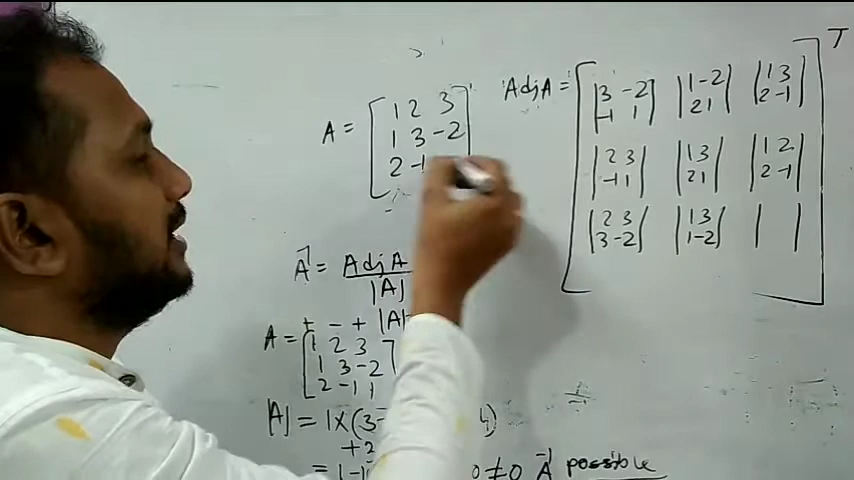 A = [ 1 2 3
1 3 -2
2 -1
Adj A = [ |3 -2| |1 -2| |1 3| ] T
|-1 1| |2 1| |2 -1|
|2 3| |1 3| |1 2|
|-1 1| |2 1| |2 -1|
|2 3| |1 3| | |
|3 -2| |1 -2| | |
A⁻¹ = Adj A
|A|
+ - + |A|
A = [ 1 2 3 ]
1 3 -2
2 -1 1
|A| = 1×(3- 4)
+2
= 1-1 0≠0 A⁻¹ possible